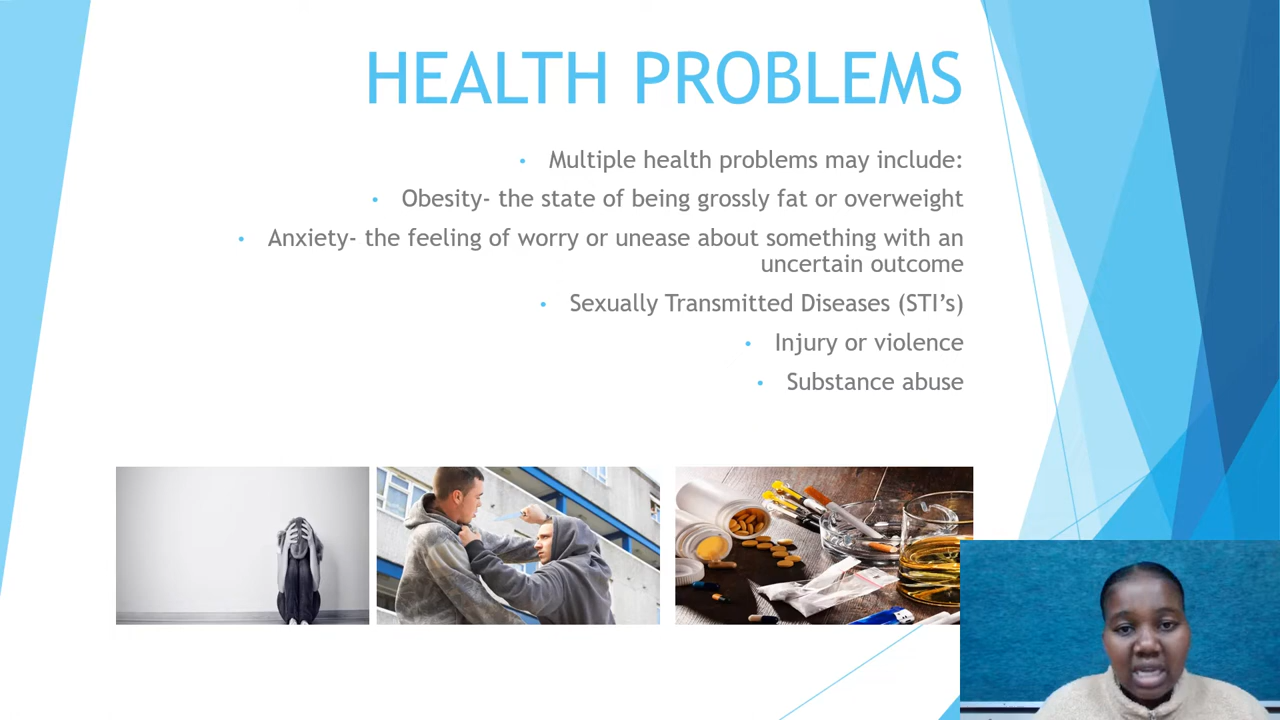 HEALTH PROBLEMS
• Multiple health problems may include:
• Obesity- the state of being grossly fat or overweight
• Anxiety- the feeling of worry or unease about something with an
uncertain outcome
• Sexually Transmitted Diseases (STI’s)
• Injury or violence
• Substance abuse